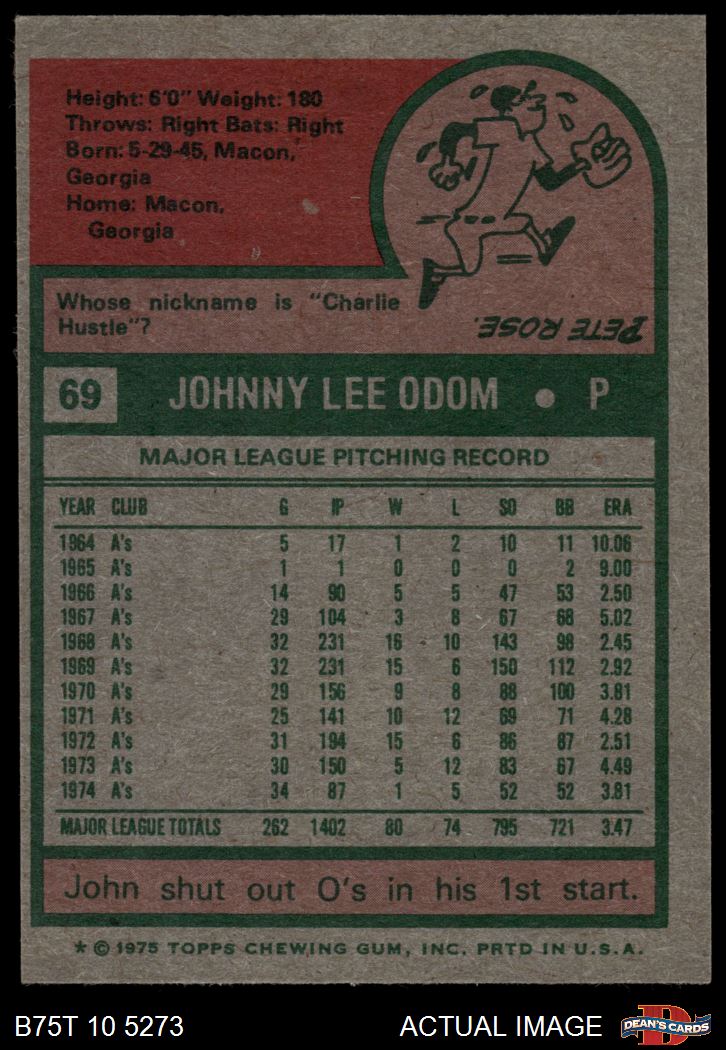 Height: 6'0" Weight: 180
Throws: Right Bats: Right
Born: 5-29-45, Macon,
Georgia
Home: Macon,
Georgia
Whose nickname is "Charlie
Hustle"?
PETE ROSE.
69 JOHNNY LEE ODOM • P
MAJOR LEAGUE PITCHING RECORD
YEAR CLUB G IP W L SO BB ERA
1964 A's 5 17 1 2 10 11 10.06
1965 A's 1 1 0 0 0 2 9.00
1966 A's 14 90 5 5 47 53 2.50
1967 A's 29 104 3 8 67 68 5.02
1968 A's 32 231 16 10 143 98 2.45
1969 A's 32 231 15 6 150 112 2.92
1970 A's 29 156 9 8 88 100 3.81
1971 A's 25 141 10 12 69 71 4.28
1972 A's 31 194 15 6 86 87 2.51
1973 A's 30 150 5 12 83 67 4.49
1974 A's 34 87 1 5 52 52 3.81
MAJOR LEAGUE TOTALS 262 1402 80 74 795 721 3.47
John shut out O's in his 1st start.
* © 1975 TOPPS CHEWING GUM, INC. PRTD IN U.S.A.
B75T 10 5273 ACTUAL IMAGE
D
DEAN'S CARDS